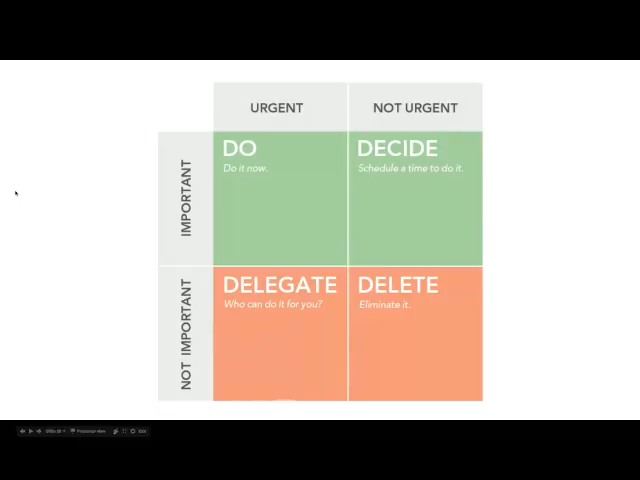 URGENT
NOT URGENT
IMPORTANT
DO
Do it now.
DECIDE
Schedule a time to do it.
NOT IMPORTANT
DELEGATE
Who can do it for you?
DELETE
Eliminate it.